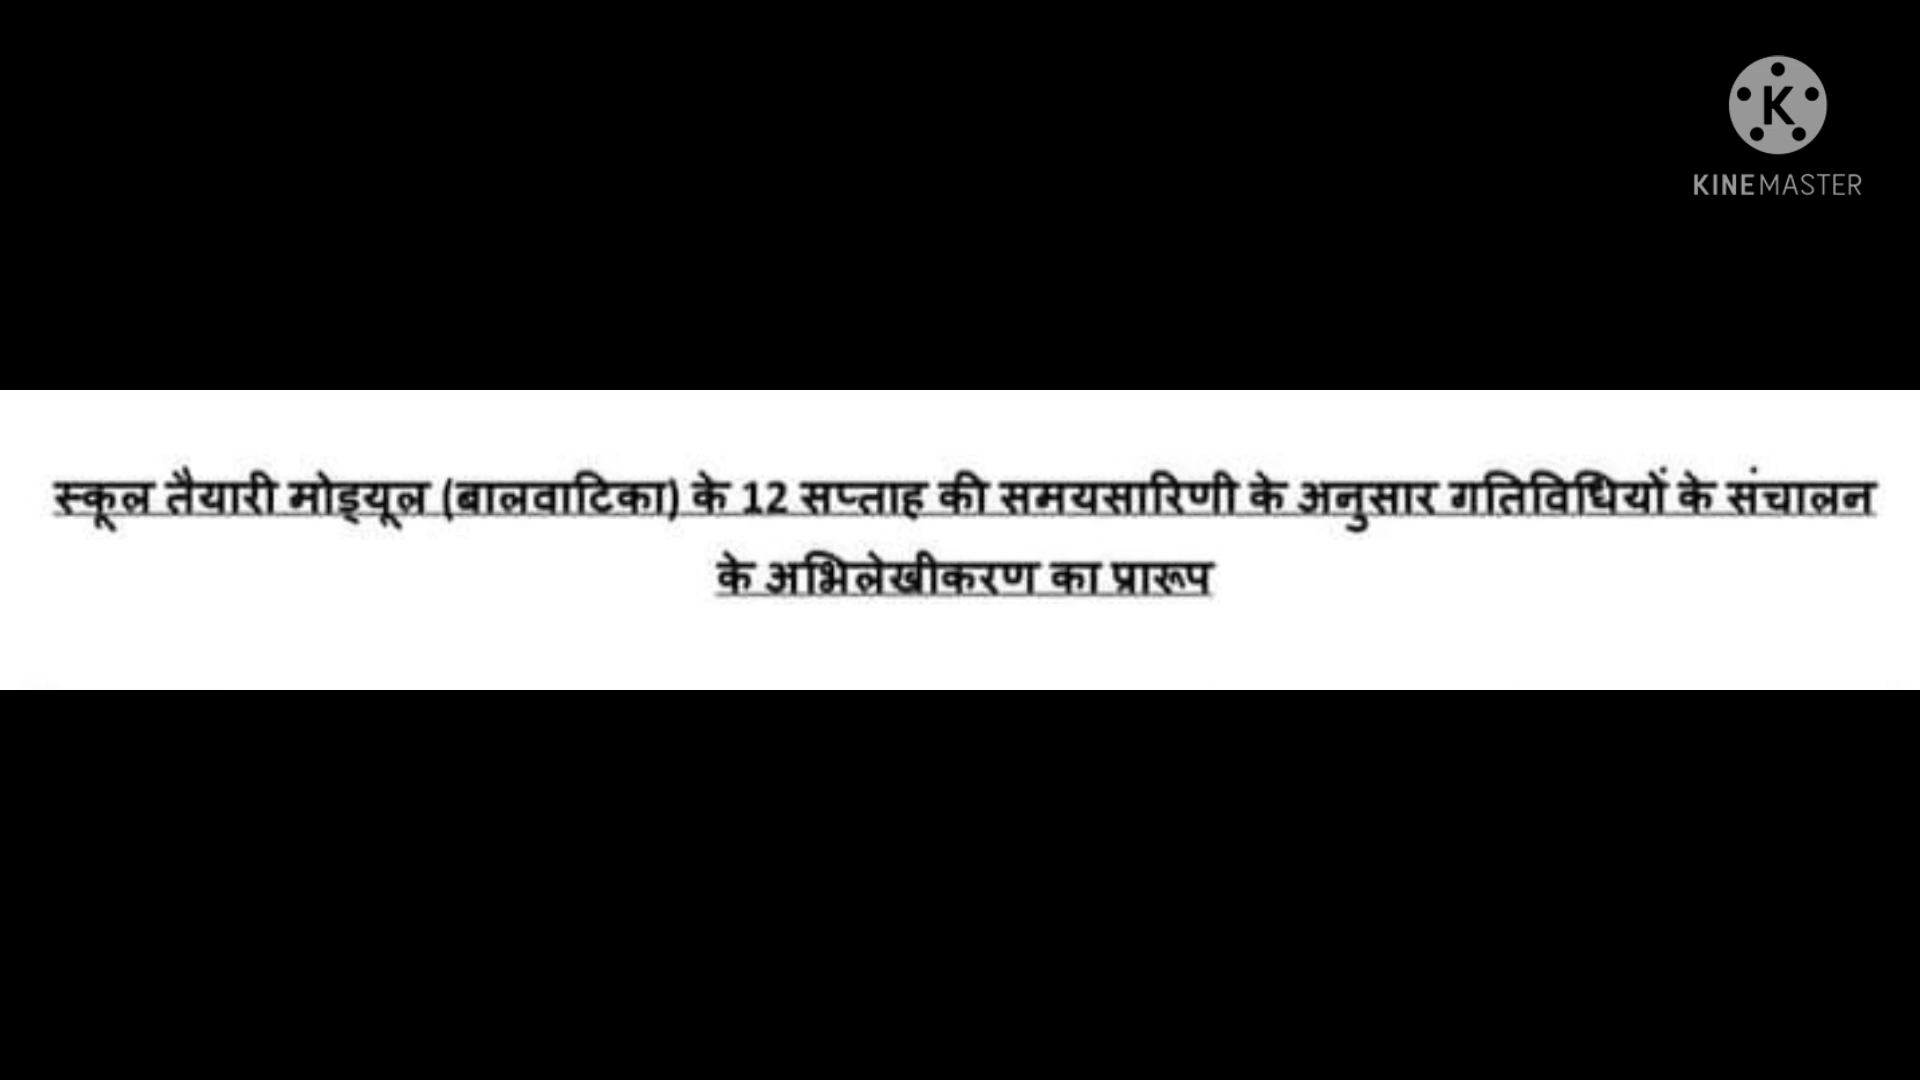 K
KINEMASTER
स्कूल तैयारी मोड्यूल (बालवाटिका) के 12 सप्ताह की समयसारिणी के अनुसार गतिविधियों के संचालन
के अभिलेखीकरण का प्रारूप